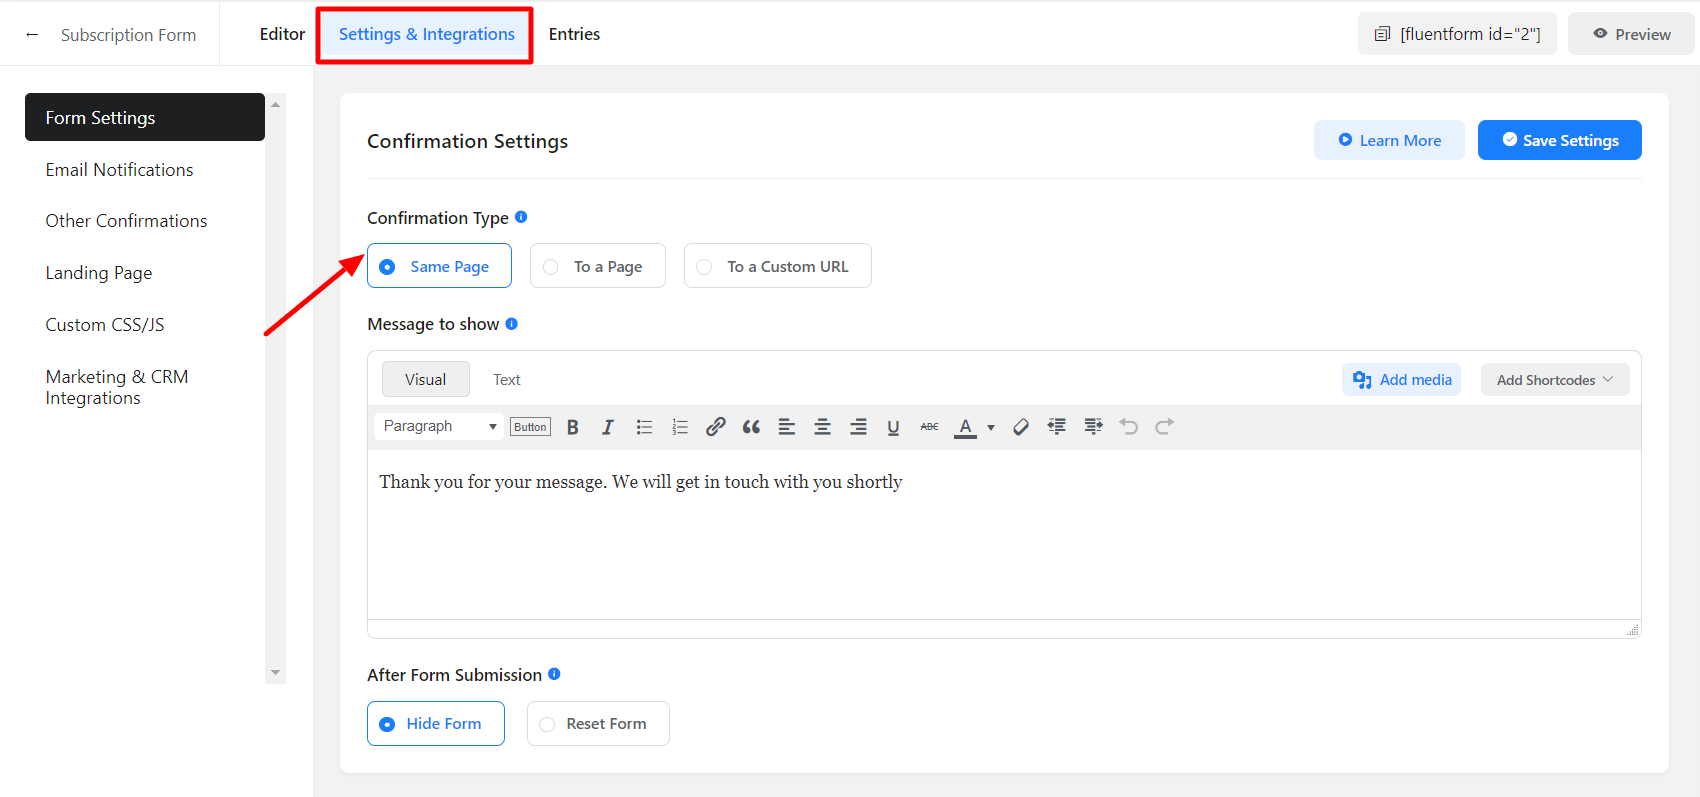 ← Subscription Form
Editor
Settings & Integrations
Entries
[fluentform id="2"]
Preview
Form Settings
Email Notifications
Other Confirmations
Landing Page
Custom CSS/JS
Marketing & CRM
Integrations
Confirmation Settings
Learn More
Save Settings
Confirmation Type
Same Page
To a Page
To a Custom URL
Message to show
Visual
Text
Add media
Add Shortcodes
Paragraph
Button
B I U ABC A
Thank you for your message. We will get in touch with you shortly
After Form Submission
Hide Form
Reset Form